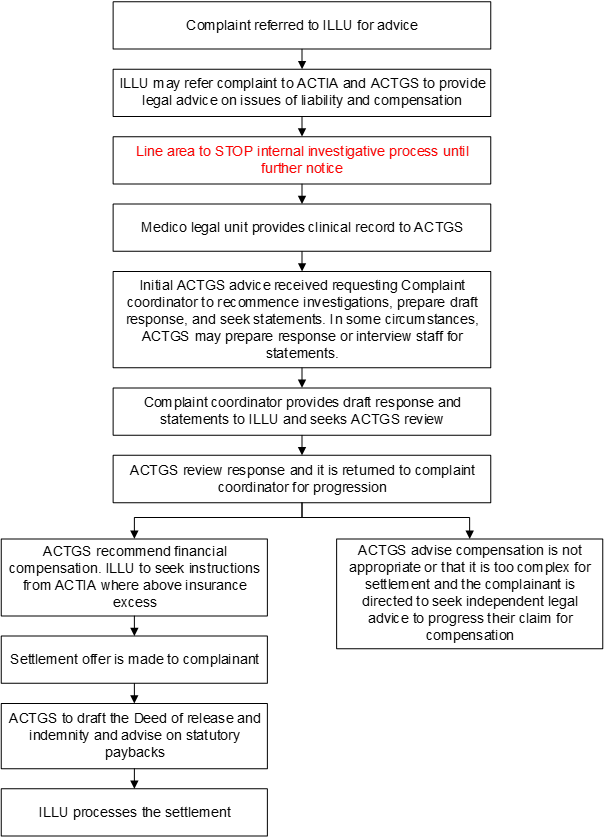 Complaint referred to ILLU for advice
ILLU may refer complaint to ACTIA and ACTGS to provide
legal advice on issues of liability and compensation
Line area to STOP internal investigative process until
further notice
Medico legal unit provides clinical record to ACTGS
Initial ACTGS advice received requesting Complaint
coordinator to recommence investigations, prepare draft
response, and seek statements. In some circumstances,
ACTGS may prepare response or interview staff for
statements.
Complaint coordinator provides draft response and
statements to ILLU and seeks ACTGS review
ACTGS review response and it is returned to complaint
coordinator for progression
ACTGS recommend financial
compensation. ILLU to seek instructions
from ACTIA where above insurance
excess
Settlement offer is made to complainant
ACTGS to draft the Deed of release and
indemnity and advise on statutory
paybacks
ILLU processes the settlement
ACTGS advise compensation is not
appropriate or that it is too complex for
settlement and the complainant is
directed to seek independent legal
advice to progress their claim for
compensation